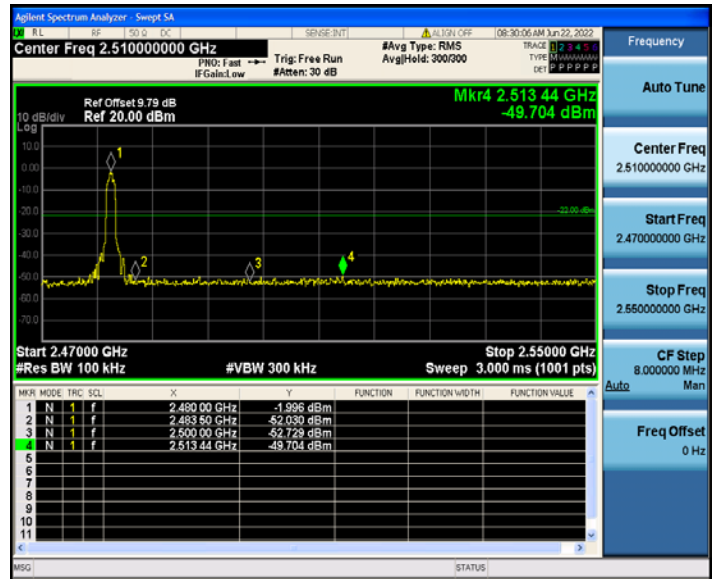 Agilent Spectrum Analyzer - Swept SA
RL RF 50 Ω DC SENSE:INT ALIGN OFF 08:30:06 AM Jun 22, 2022
Center Freq 2.510000000 GHz #Avg Type: RMS TRACE 1 2 3 4 5 6
PNO: Fast Trig: Free Run Avg|Hold: 300/300 TYPE MWWWWW
IFGain:Low #Atten: 30 dB DET P P P P P P
Mkr4 2.513 44 GHz
-49.704 dBm
Ref Offset 9.79 dB
10 dB/div Ref 20.00 dBm
Log
10.0
0.00
-10.0
-20.0
-30.0
-40.0
-50.0
-60.0
-70.0
1
2
3
4
-22.00 dBm
Start 2.47000 GHz Stop 2.55000 GHz
#Res BW 100 kHz #VBW 300 kHz Sweep 3.000 ms (1001 pts)
MKR MODE TRC SCL X Y FUNCTION FUNCTION WIDTH FUNCTION VALUE
1 N 1 f 2.480 00 GHz -1.996 dBm
2 N 1 f 2.483 50 GHz -52.030 dBm
3 N 1 f 2.500 00 GHz -52.729 dBm
4 N 1 f 2.513 44 GHz -49.704 dBm
5
6
7
8
9
10
11
MSG STATUS
Frequency
Auto Tune
Center Freq
2.510000000 GHz
Start Freq
2.470000000 GHz
Stop Freq
2.550000000 GHz
CF Step
8.000000 MHz
Auto Man
Freq Offset
0 Hz